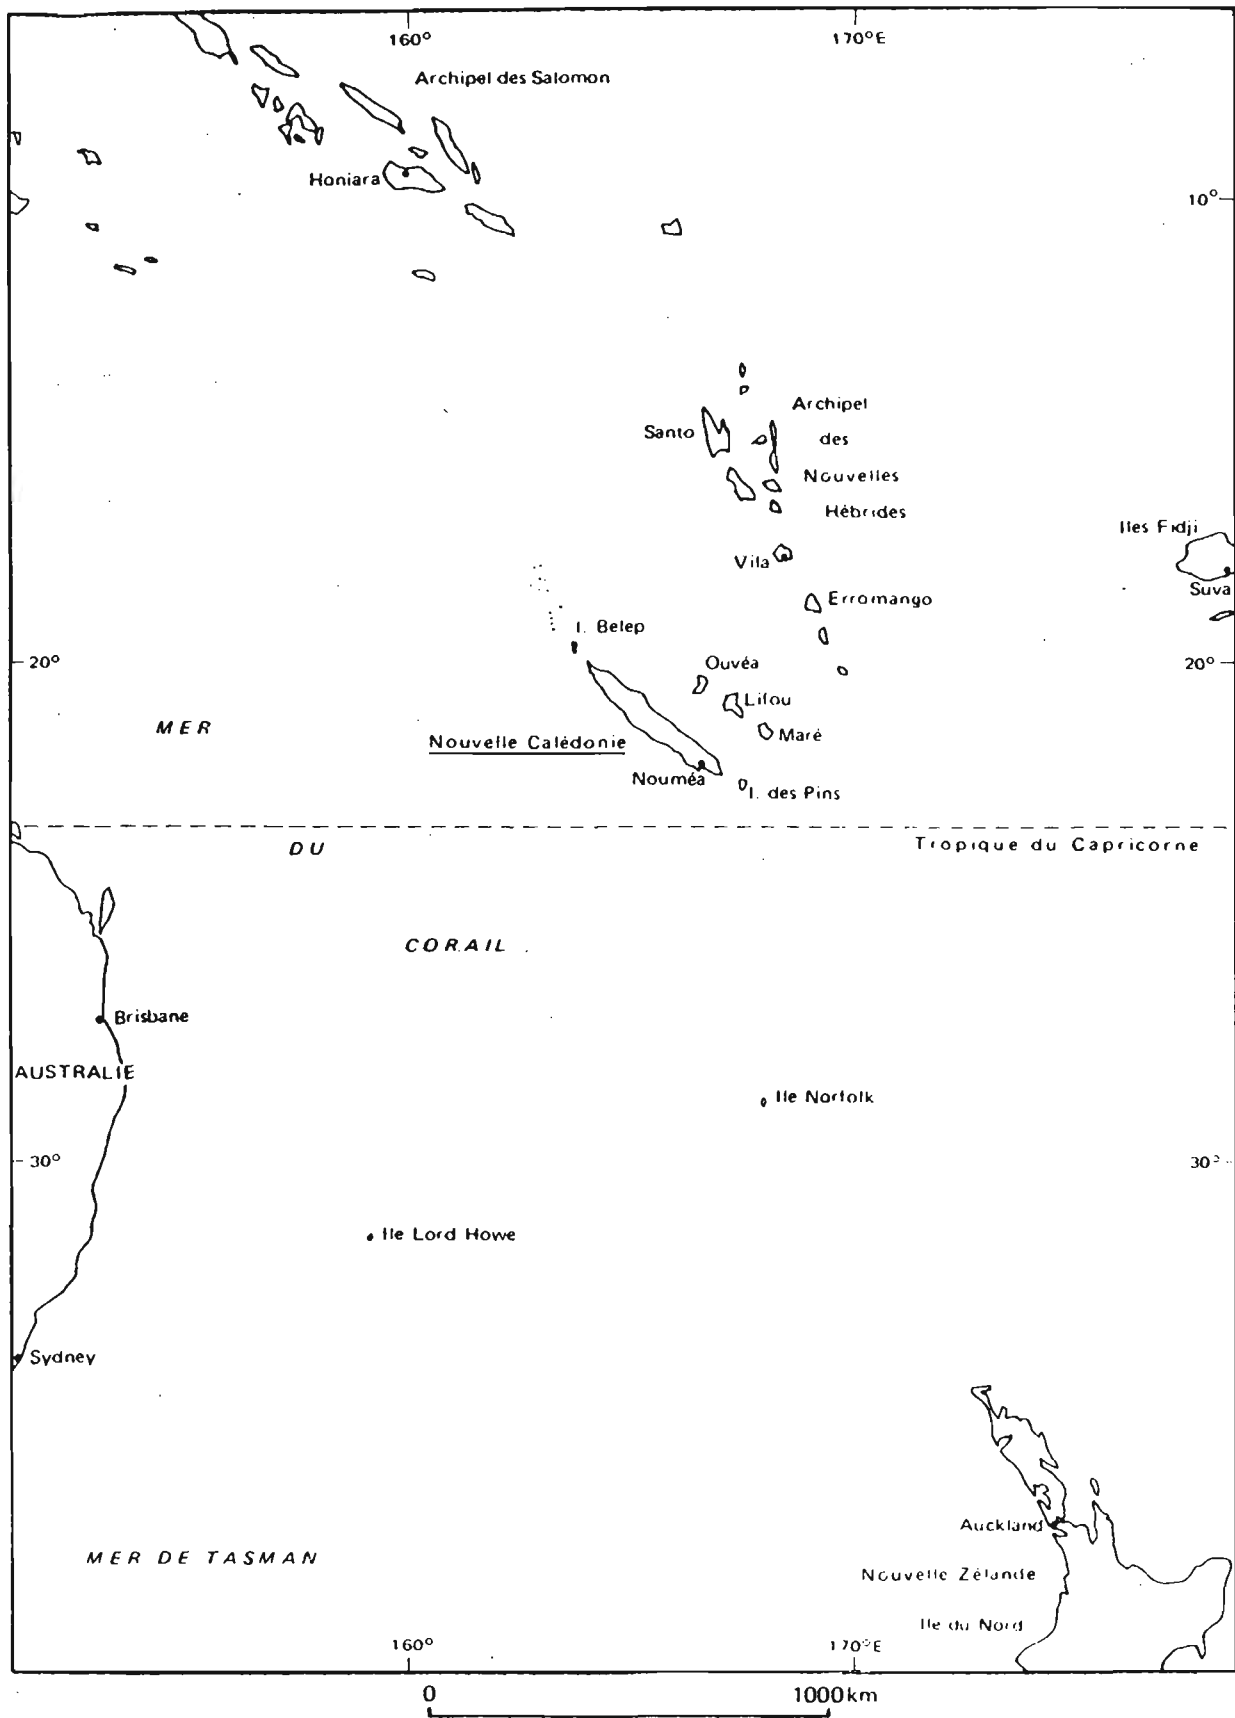 160°
170°E
Archipel des Salomon
Honiara
10°
Archipel
Santo
des
Nouvelles
Hébrides
Iles Fidji
Vila
Suva
Erromango
I. Belep
20°
Ouvéa
20°
Lifou
MER
Maré
Nouvelle Calédonie
Nouméa
I. des Pins
DU
Tropique du Capricorne
CORAIL
Brisbane
AUSTRALIE
Ile Norfolk
30°
30°
Ile Lord Howe
Sydney
Auckland
MER DE TASMAN
Nouvelle Zélande
Ile du Nord
160°
170°E
0
1000km